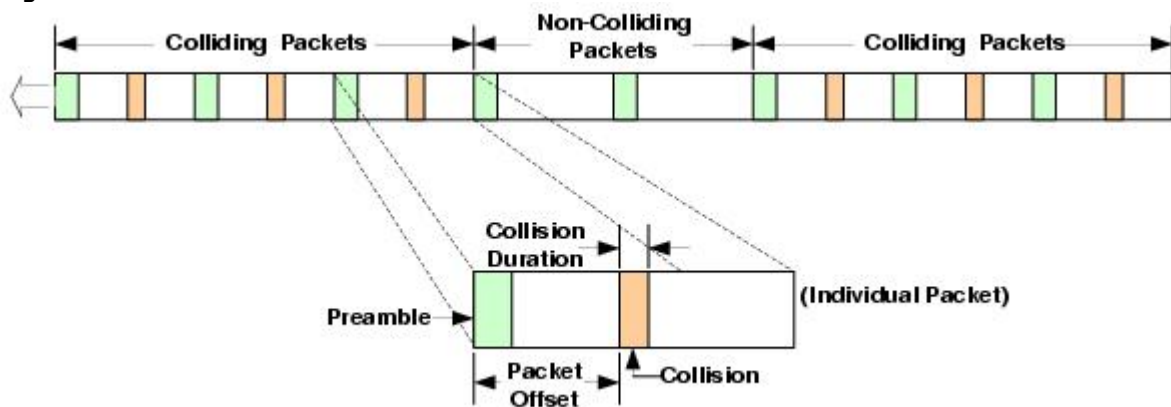 Colliding Packets
Non-Colliding
Packets
Colliding Packets
Collision
Duration
(Individual Packet)
Preamble
Packet
Offset
Collision